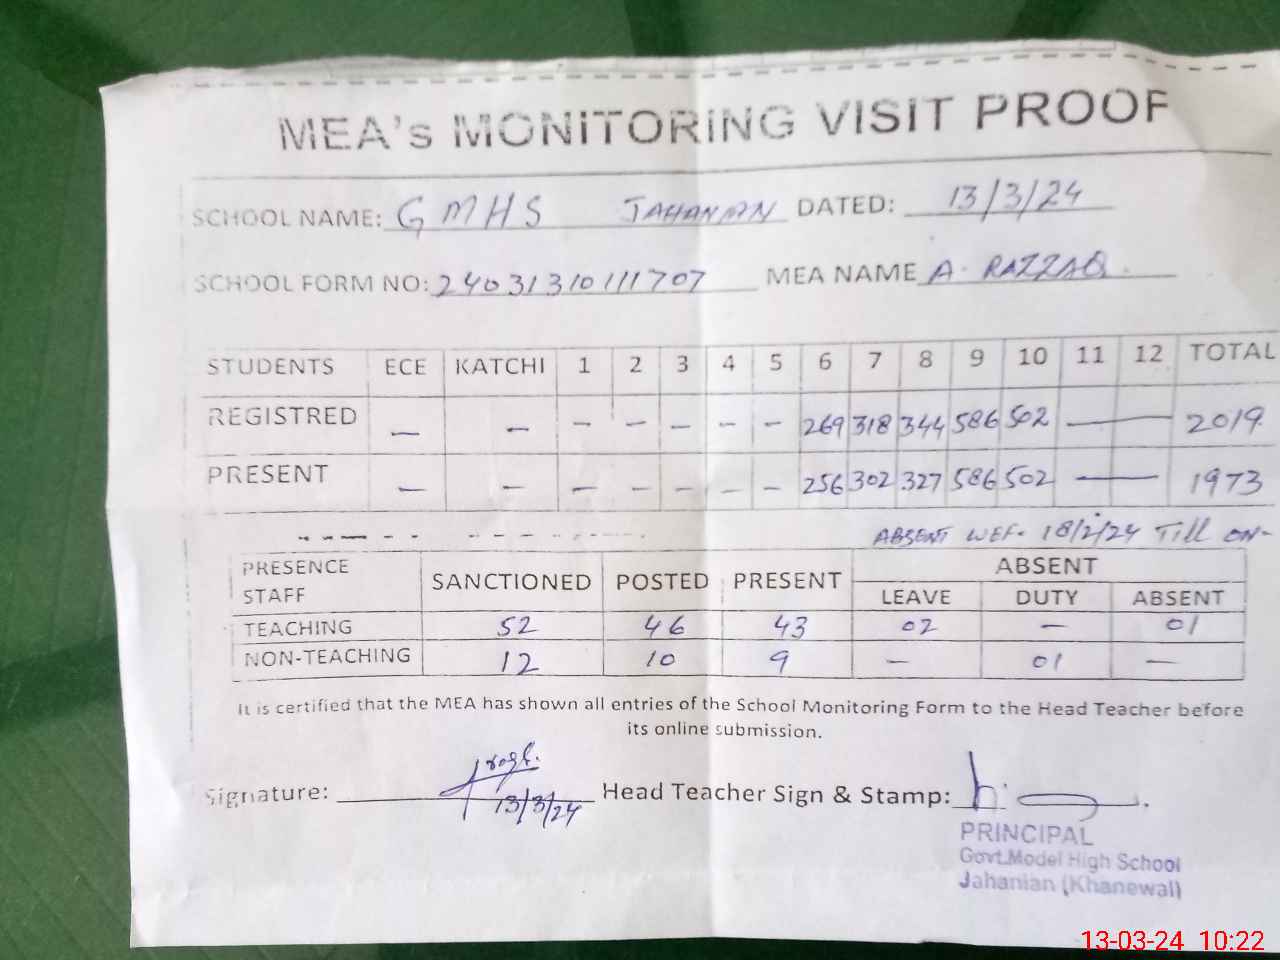 MEA's MONITORING VISIT PROOF
SCHOOL NAME: GMHS JAHANIAN DATED: 13/3/24
SCHOOL FORM NO: 24031310111707 MEA NAME A. RAZZAQ.
STUDENTS ECE KATCHI 1 2 3 4 5 6 7 8 9 10 11 12 TOTAL
REGISTRED — — — — — — — 269 318 344 586 502 — — 2019
PRESENT — — — — — — — 256 302 327 586 502 — — 1973
ABSENT WEF. 18/2/24 Till ON-
PRESENCE STAFF SANCTIONED POSTED PRESENT ABSENT
LEAVE DUTY ABSENT
TEACHING 52 46 43 02 — 01
NON-TEACHING 12 10 9 — 01 —
It is certified that the MEA has shown all entries of the School Monitoring Form to the Head Teacher before
its online submission.
Signature: 13/3/24 Head Teacher Sign & Stamp:
PRINCIPAL
Govt.Model High School
Jahanian (Khanewal)
13-03-24 10:22